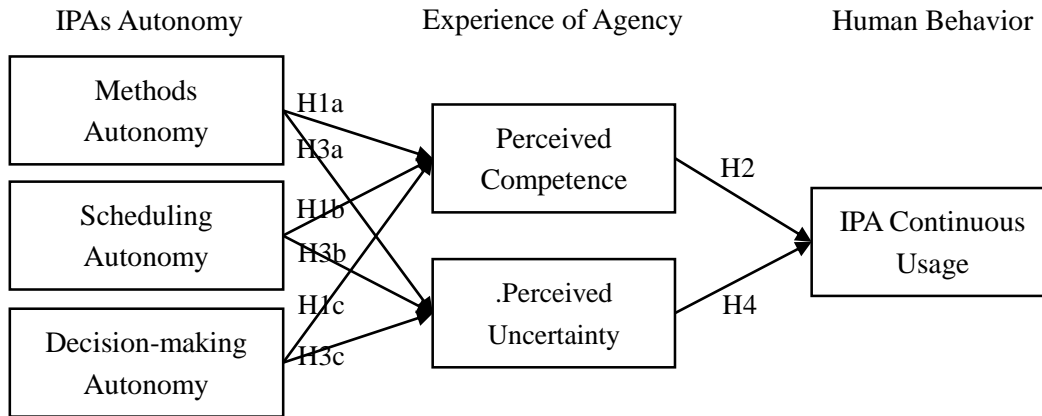 IPAs Autonomy
Experience of Agency
Human Behavior
Methods
Autonomy
H1a
H3a
Perceived
Competence
H2
Scheduling
Autonomy
H1b
H3b
IPA Continuous
Usage
H1c
.Perceived
Uncertainty
H4
Decision-making
Autonomy
H3c